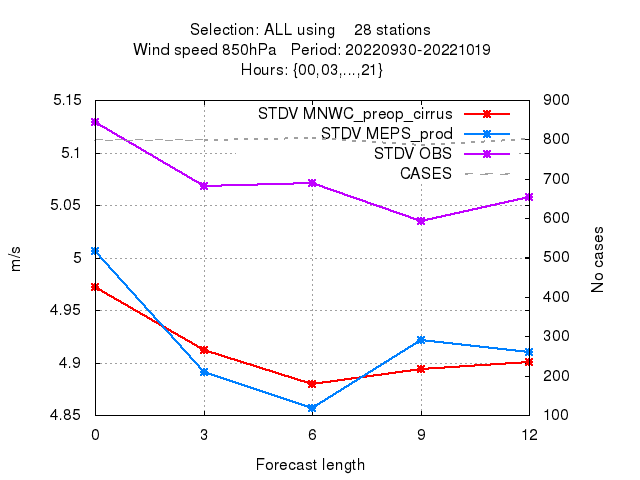 Selection: ALL using 28 stations
Wind speed 850hPa Period: 20220930-20221019
Hours: {00,03,...,21}
STDV MNWC_preop_cirrus
STDV MEPS_prod
STDV OBS
CASES
5.15
5.1
5.05
5
4.95
4.9
4.85
m/s
900
800
700
600
500
400
300
200
100
No cases
0 3 6 9 12
Forecast length